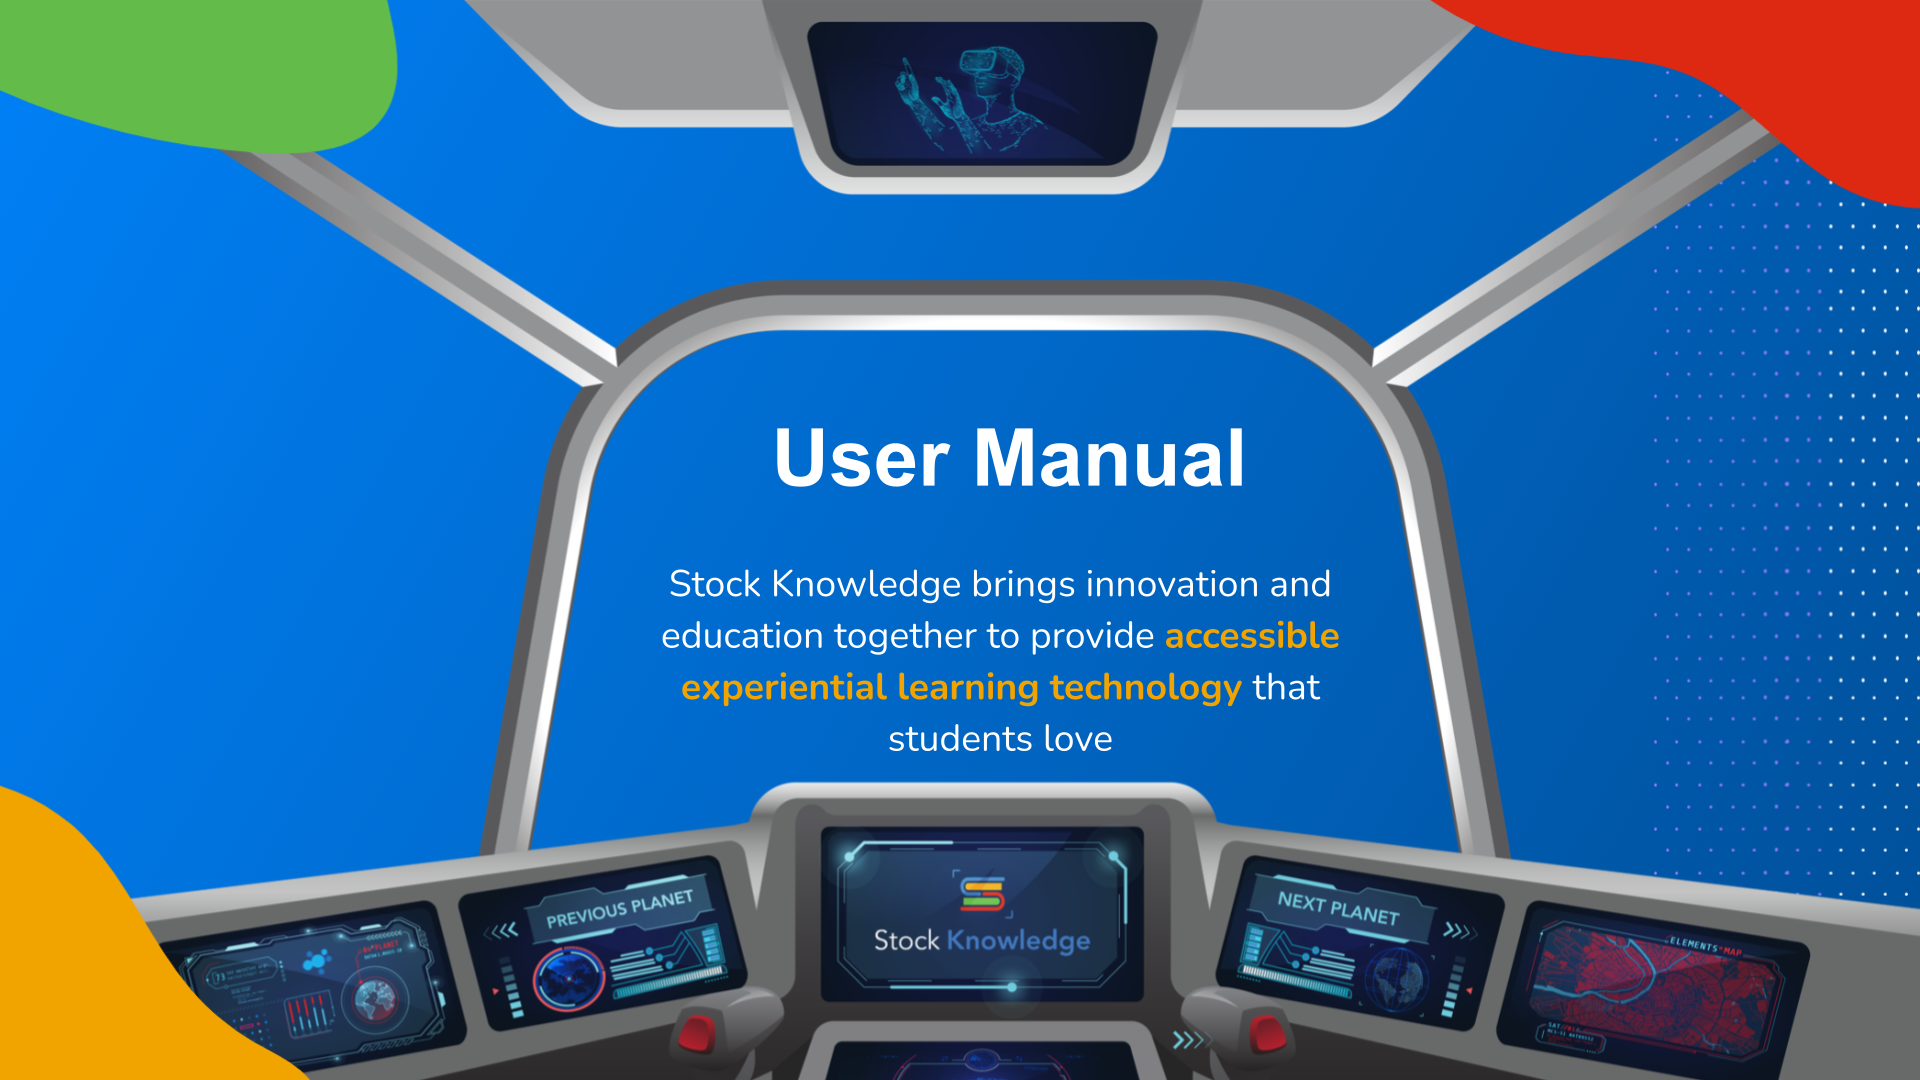 User Manual
Stock Knowledge brings innovation and
education together to provide accessible
experiential learning technology that
students love
PREVIOUS PLANET
Stock Knowledge
NEXT PLANET
ELEMENTS-MAP